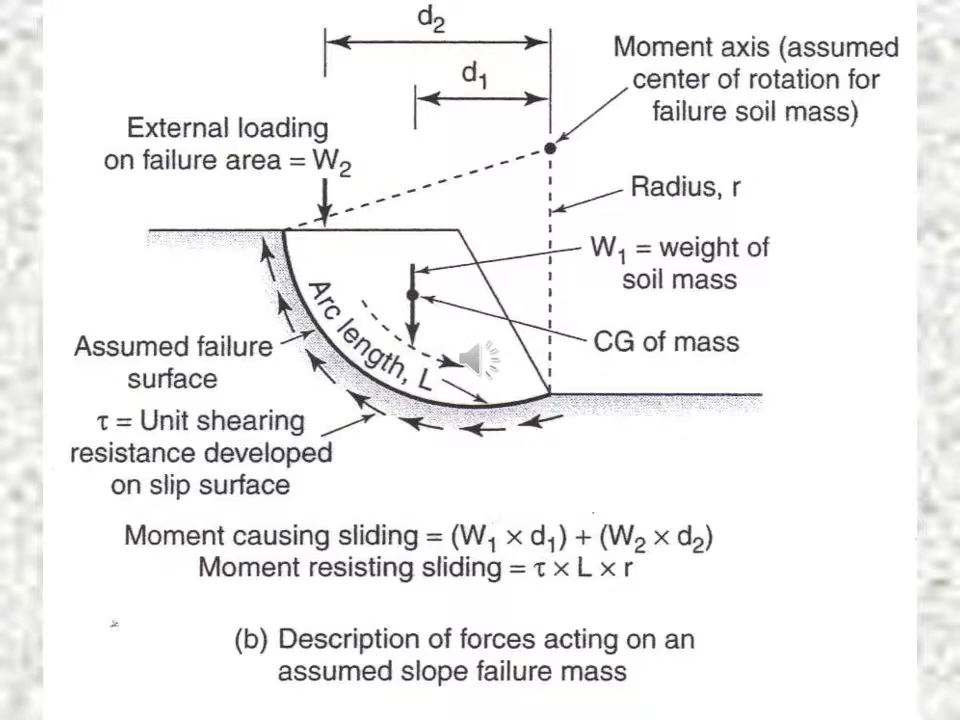 d₂
d₁
Moment axis (assumed
center of rotation for
failure soil mass)
External loading
on failure area = W₂
Radius, r
W₁ = weight of
soil mass
Arc length, L
CG of mass
Assumed failure
surface
τ = Unit shearing
resistance developed
on slip surface
Moment causing sliding = (W₁ × d₁) + (W₂ × d₂)
Moment resisting sliding = τ × L × r
(b) Description of forces acting on an
assumed slope failure mass